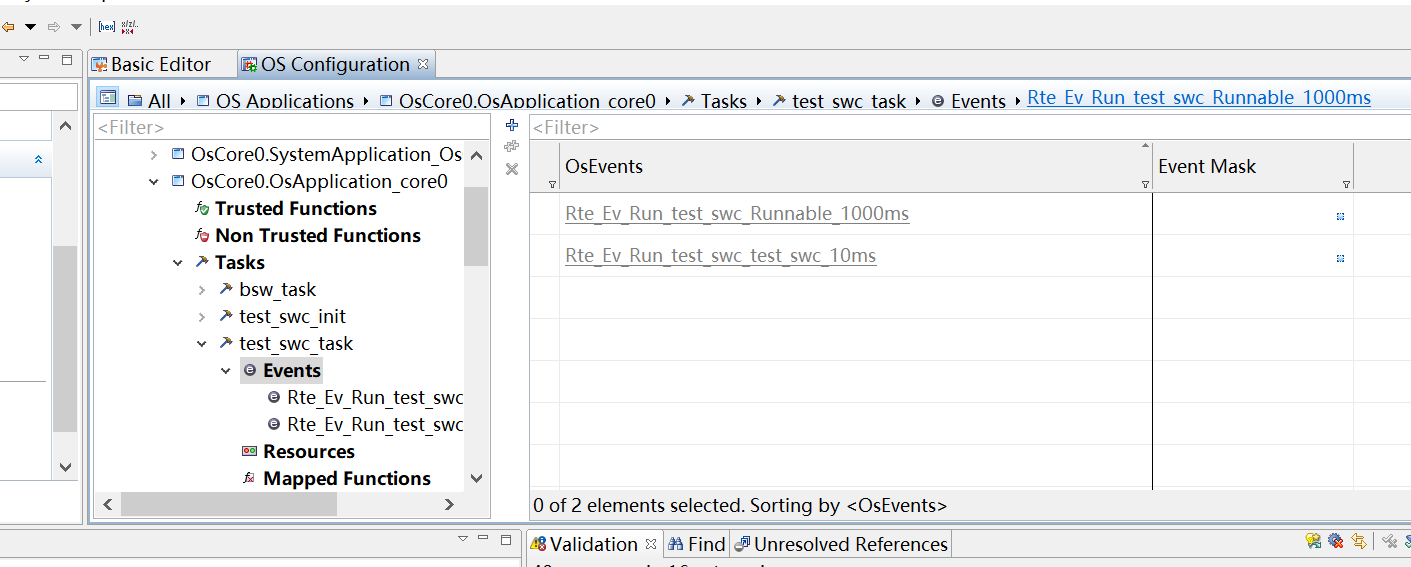 Basic Editor
OS Configuration
All
OS Applications
OsCore0.OsApplication_core0
Tasks
test_swc_task
Events
Rte_Ev_Run_test_swc_Runnable_1000ms
<Filter>
OsCore0.SystemApplication_Os
OsCore0.OsApplication_core0
Trusted Functions
Non Trusted Functions
Tasks
bsw_task
test_swc_init
test_swc_task
Events
Rte_Ev_Run_test_swc
Rte_Ev_Run_test_swc
Resources
Mapped Functions
<Filter>
OsEvents
Event Mask
Rte_Ev_Run_test_swc_Runnable_1000ms
Rte_Ev_Run_test_swc_test_swc_10ms
0 of 2 elements selected. Sorting by <OsEvents>
Validation
Find
Unresolved References